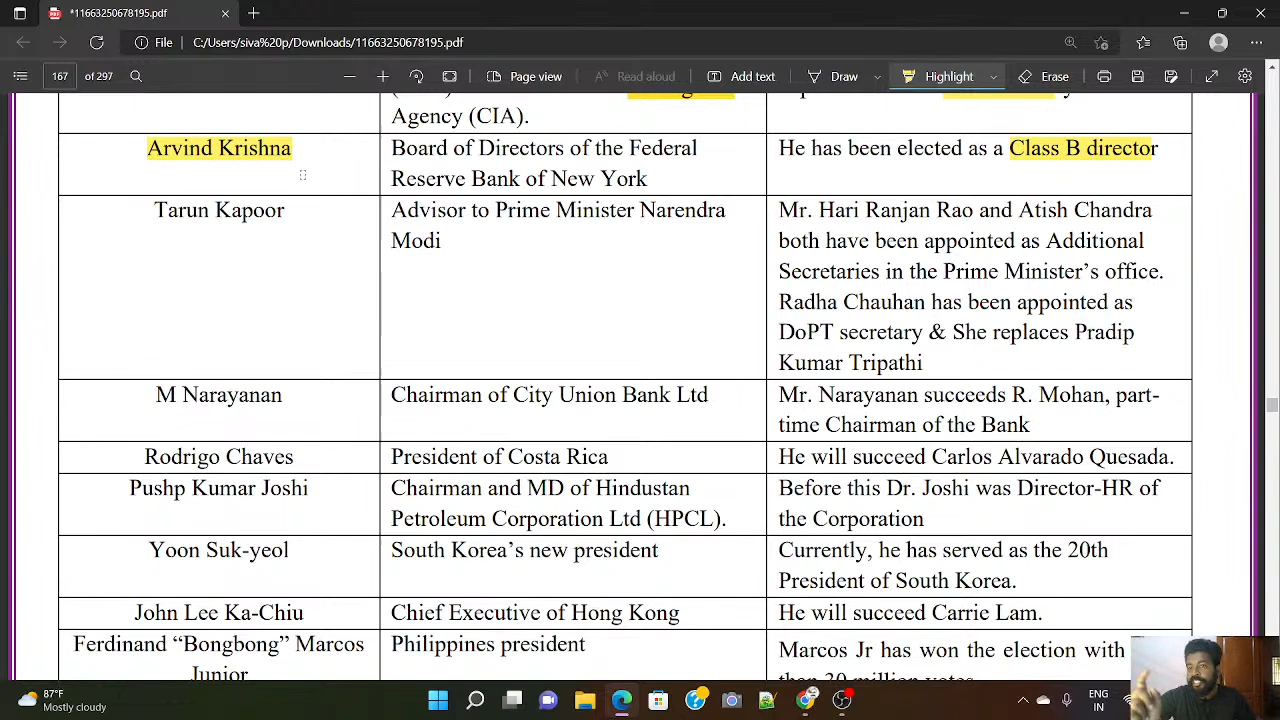 *11663250678195.pdf
File C:/Users/siva%20p/Downloads/11663250678195.pdf
167 of 297 Page view Read aloud Add text Draw Highlight Erase
Agency (CIA).
Arvind Krishna
Board of Directors of the Federal
Reserve Bank of New York
He has been elected as a Class B director
Tarun Kapoor
Advisor to Prime Minister Narendra
Modi
Mr. Hari Ranjan Rao and Atish Chandra
both have been appointed as Additional
Secretaries in the Prime Minister's office.
Radha Chauhan has been appointed as
DoPT secretary & She replaces Pradip
Kumar Tripathi
M Narayanan
Chairman of City Union Bank Ltd
Mr. Narayanan succeeds R. Mohan, part-
time Chairman of the Bank
Rodrigo Chaves
President of Costa Rica
He will succeed Carlos Alvarado Quesada.
Pushp Kumar Joshi
Chairman and MD of Hindustan
Petroleum Corporation Ltd (HPCL).
Before this Dr. Joshi was Director-HR of
the Corporation
Yoon Suk-yeol
South Korea's new president
Currently, he has served as the 20th
President of South Korea.
John Lee Ka-Chiu
Chief Executive of Hong Kong
He will succeed Carrie Lam.
Ferdinand "Bongbong" Marcos
Junior
Philippines president
Marcos Jr has won the election with
than 30 million votes
87°F
Mostly cloudy
ENG
IN